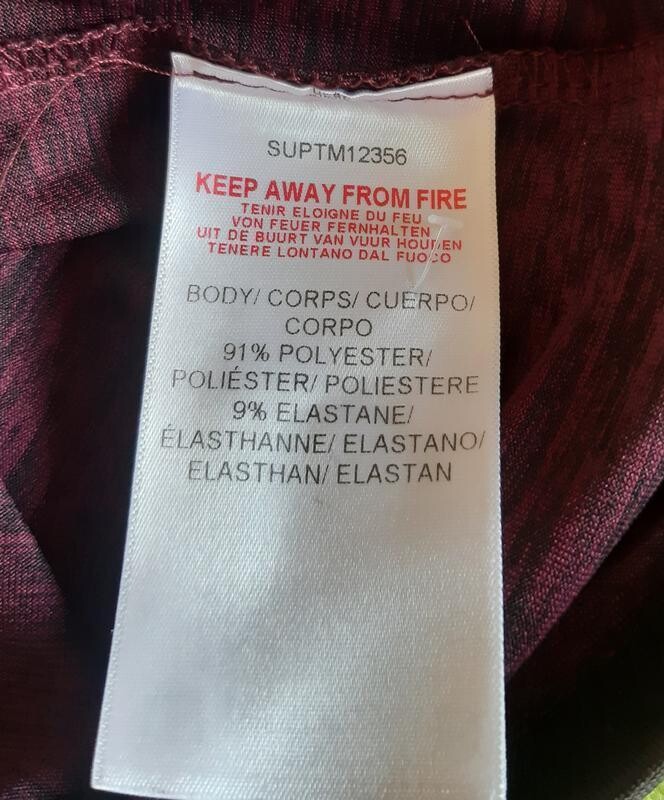 SUPTM12356
KEEP AWAY FROM FIRE
TENIR ELOIGNE DU FEU
VON FEUER FERNHALTEN
UIT DE BUURT VAN VUUR HOUDEN
TENERE LONTANO DAL FUOCO
BODY/ CORPS/ CUERPO/
CORPO
91% POLYESTER/
POLIÉSTER/ POLIESTERE
9% ELASTANE/
ÉLASTHANNE/ ELASTANO/
ELASTHAN/ ELASTAN